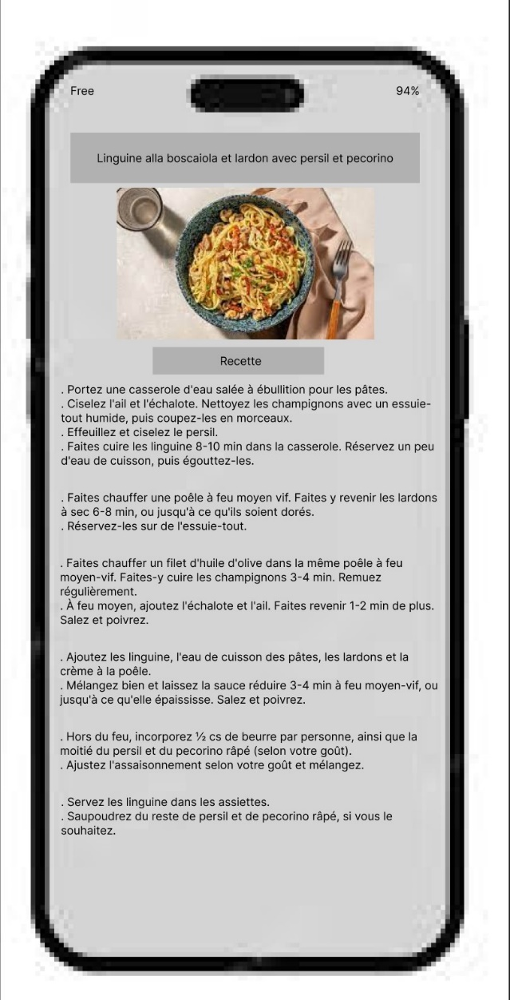 Free
94%
Linguine alla boscaiola et lardon avec persil et pecorino
Recette
. Portez une casserole d'eau salée à ébullition pour les pâtes.
. Ciselez l'ail et l'échalote. Nettoyez les champignons avec un essuie-
tout humide, puis coupez-les en morceaux.
. Effeuillez et ciselez le persil.
. Faites cuire les linguine 8-10 min dans la casserole. Réservez un peu
d'eau de cuisson, puis égouttez-les.
. Faites chauffer une poêle à feu moyen vif. Faites y revenir les lardons
à sec 6-8 min, ou jusqu'à ce qu'ils soient dorés.
. Réservez-les sur de l'essuie-tout.
. Faites chauffer un filet d'huile d'olive dans la même poêle à feu
moyen-vif. Faites-y cuire les champignons 3-4 min. Remuez
régulièrement.
. À feu moyen, ajoutez l'échalote et l'ail. Faites revenir 1-2 min de plus.
Salez et poivrez.
. Ajoutez les linguine, l'eau de cuisson des pâtes, les lardons et la
crème à la poêle.
. Mélangez bien et laissez la sauce réduire 3-4 min à feu moyen-vif, ou
jusqu'à ce qu'elle épaississe. Salez et poivrez.
. Hors du feu, incorporez ½ cs de beurre par personne, ainsi que la
moitié du persil et du pecorino râpé (selon votre goût).
. Ajustez l'assaisonnement selon votre goût et mélangez.
. Servez les linguine dans les assiettes.
. Saupoudrez du reste de persil et de pecorino râpé, si vous le
souhaitez.